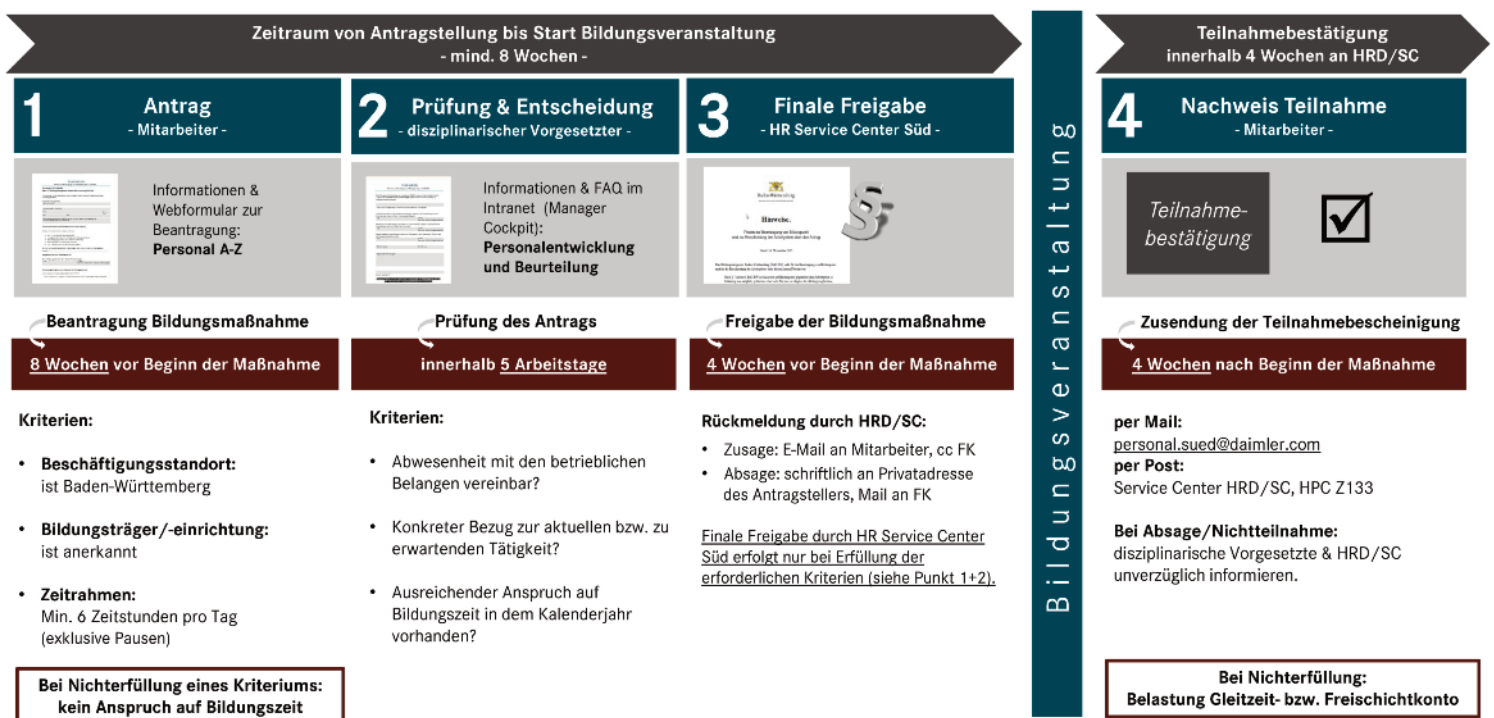 Zeitraum von Antragstellung bis Start Bildungsveranstaltung
- mind. 8 Wochen -
Teilnahmebestätigung
innerhalb 4 Wochen an HRD/SC
1
Antrag
- Mitarbeiter -
Informationen &
Webformular zur
Beantragung:
Personal A-Z
Beantragung Bildungsmaßnahme
8 Wochen vor Beginn der Maßnahme
Kriterien:
• Beschäftigungsstandort:
ist Baden-Württemberg
• Bildungsträger/-einrichtung:
ist anerkannt
• Zeitrahmen:
Min. 6 Zeitstunden pro Tag
(exklusive Pausen)
Bei Nichterfüllung eines Kriteriums:
kein Anspruch auf Bildungszeit
2
Prüfung & Entscheidung
- disziplinarischer Vorgesetzter -
Informationen & FAQ im
Intranet (Manager
Cockpit):
Personalentwicklung
und Beurteilung
Prüfung des Antrags
innerhalb 5 Arbeitstage
Kriterien:
• Abwesenheit mit den betrieblichen
Belangen vereinbar?
• Konkreter Bezug zur aktuellen bzw. zu
erwartenden Tätigkeit?
• Ausreichender Anspruch auf
Bildungszeit in dem Kalenderjahr
vorhanden?
3
Finale Freigabe
- HR Service Center Süd -
Baden-Württemberg
Hinweise.
§
Freigabe der Bildungsmaßnahme
4 Wochen vor Beginn der Maßnahme
Rückmeldung durch HRD/SC:
• Zusage: E-Mail an Mitarbeiter, cc FK
• Absage: schriftlich an Privatadresse
des Antragstellers, Mail an FK
Finale Freigabe durch HR Service Center
Süd erfolgt nur bei Erfüllung der
erforderlichen Kriterien (siehe Punkt 1+2).
Bildungsveranstaltung
4
Nachweis Teilnahme
- Mitarbeiter -
Teilnahme-
bestätigung
Zusendung der Teilnahmebescheinigung
4 Wochen nach Beginn der Maßnahme
per Mail:
personal.sued@daimler.com
per Post:
Service Center HRD/SC, HPC Z133
Bei Absage/Nichtteilnahme:
disziplinarische Vorgesetzte & HRD/SC
unverzüglich informieren.
Bei Nichterfüllung:
Belastung Gleitzeit- bzw. Freischichtkonto